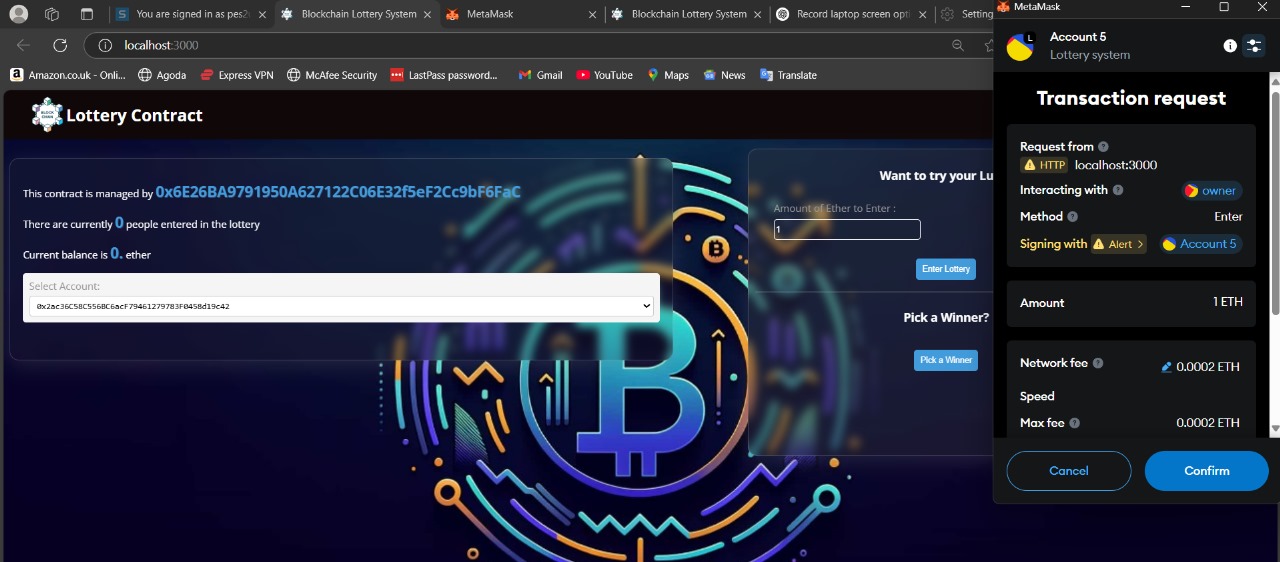 You are signed in as pes2
Blockchain Lottery System
MetaMask
Blockchain Lottery System
Record laptop screen opti
Setting
MetaMask
localhost:3000
Amazon.co.uk - Onli...
Agoda
Express VPN
McAfee Security
LastPass password...
Gmail
YouTube
Maps
News
Translate
BLOCK CHAIN
Lottery Contract
This contract is managed by 0x6E26BA9791950A627122C06E32f5eF2Cc9bF6FaC
There are currently 0 people entered in the lottery
Current balance is 0. ether
Select Account:
0x2ac36C58C556BC6acF79461279783F0458d19c42
Want to try your Lu
Amount of Ether to Enter :
1
Enter Lottery
Pick a Winner?
Pick a Winner
L
Account 5
Lottery system
Transaction request
Request from
HTTP localhost:3000
Interacting with owner
Method Enter
Signing with Alert > Account 5
Amount 1 ETH
Network fee 0.0002 ETH
Speed
Max fee 0.0002 ETH
Cancel
Confirm